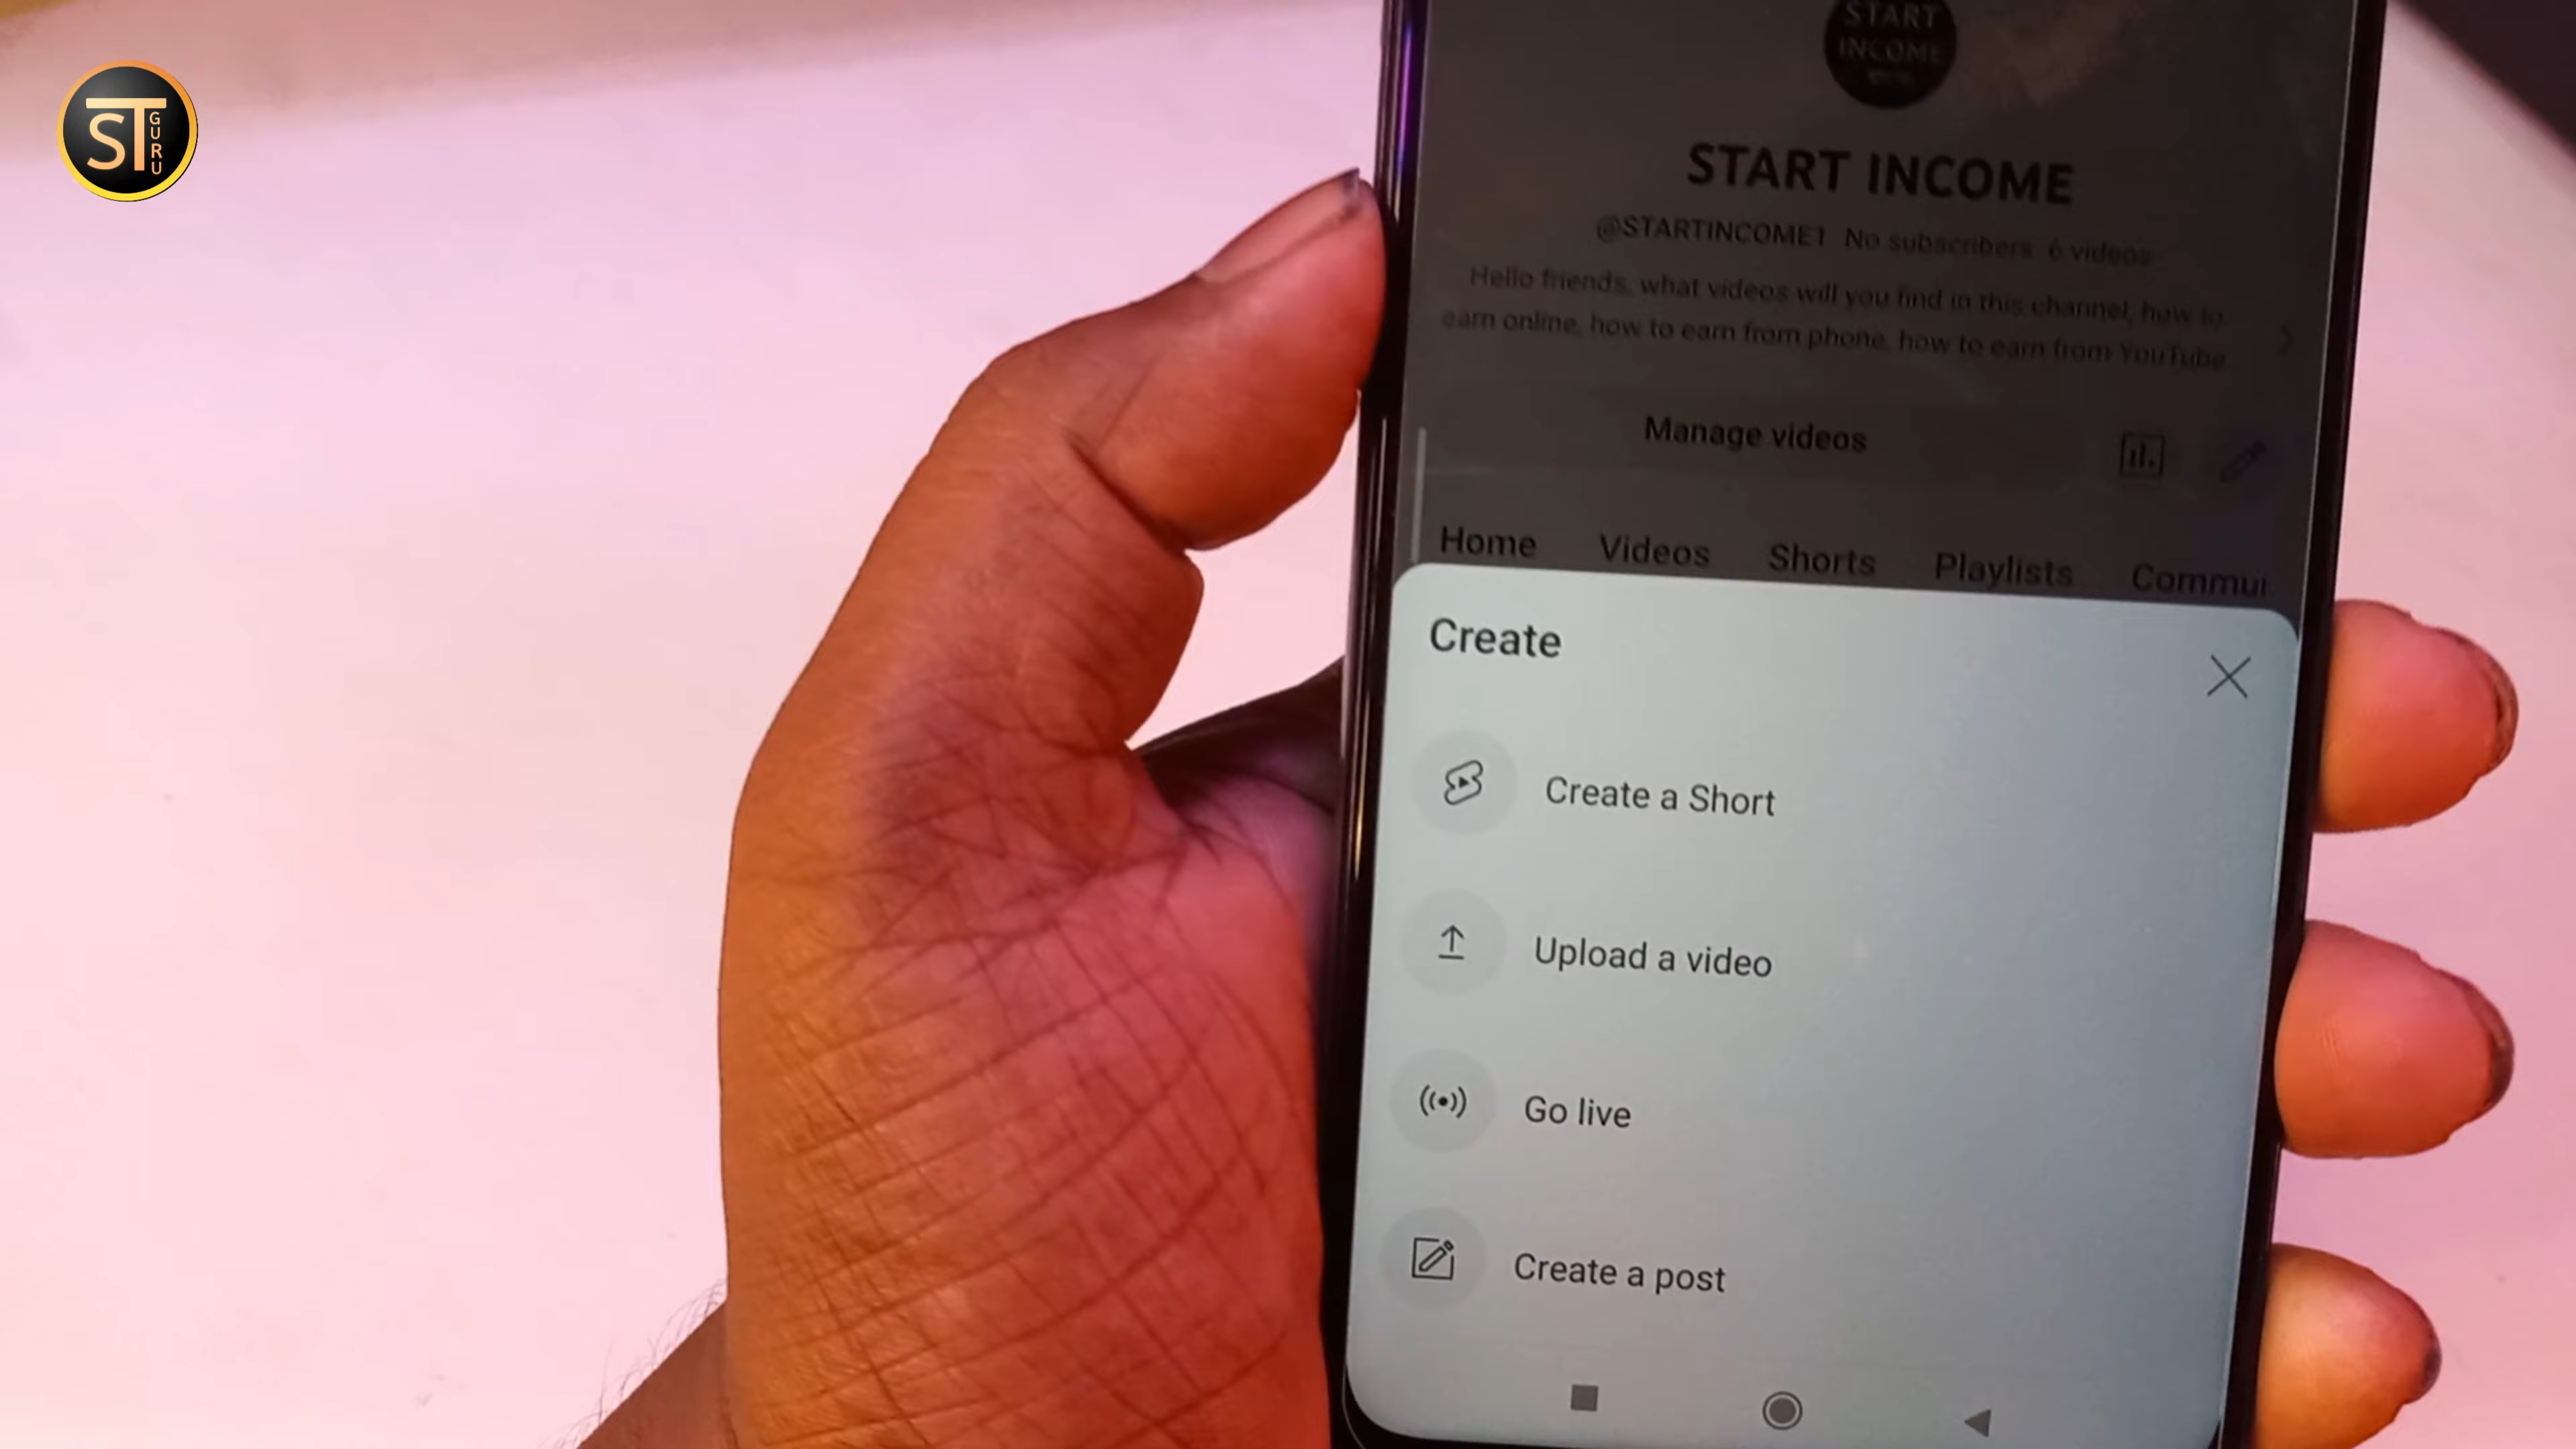 ST GURU
START
INCOME
START INCOME
@STARTINCOME1 No subscribers 6 videos
Hello friends, what videos will you find in this channel, how to
earn online, how to earn from phone, how to earn from YouTube
Manage videos
Home Videos Shorts Playlists Commu
Create
Create a Short
Upload a video
Go live
Create a post